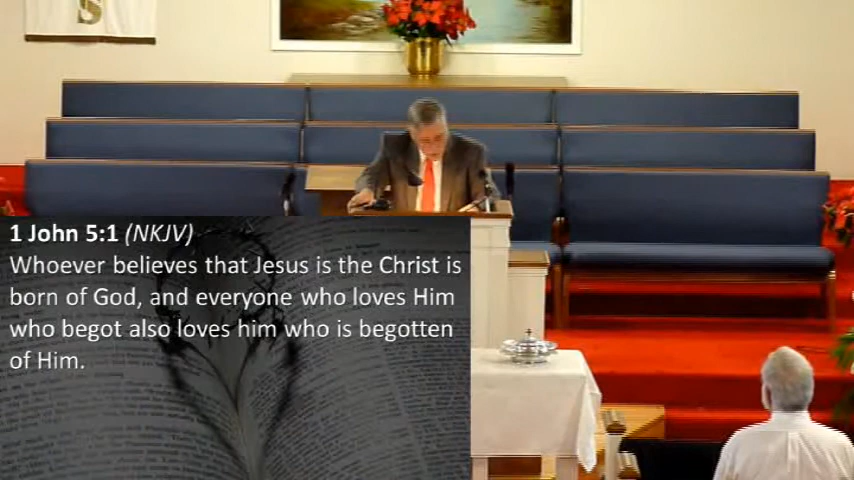 1 John 5:1 (NKJV)
Whoever believes that Jesus is the Christ is
born of God, and everyone who loves Him
who begot also loves him who is begotten
of Him.